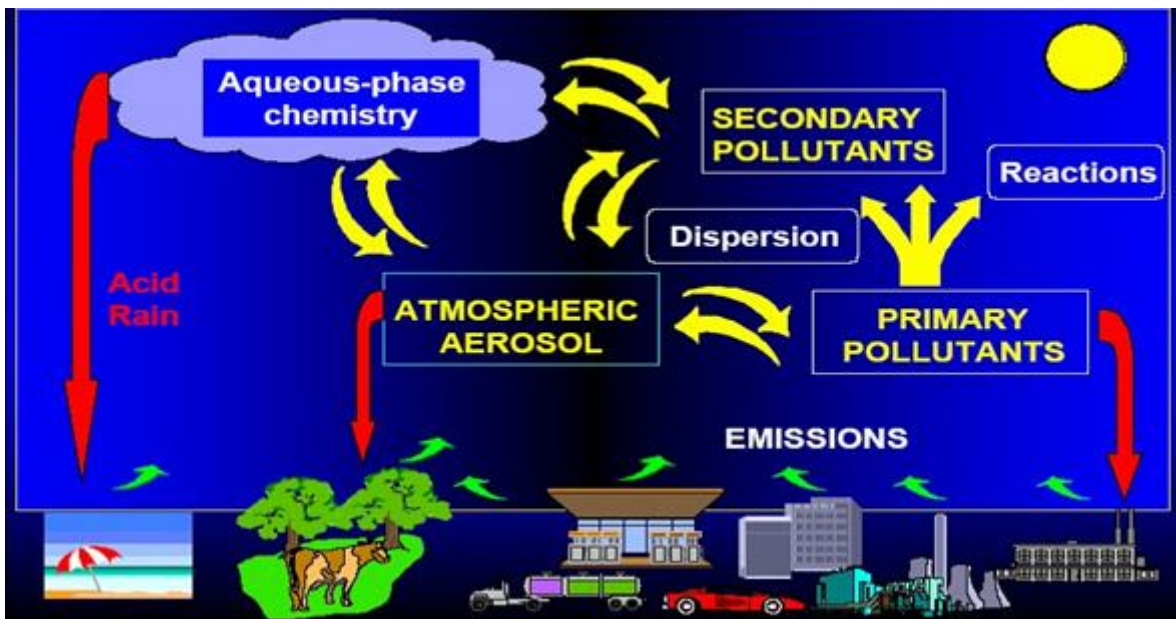 Aqueous-phase
chemistry
SECONDARY
POLLUTANTS
Reactions
Dispersion
Acid
Rain
ATMOSPHERIC
AEROSOL
PRIMARY
POLLUTANTS
EMISSIONS